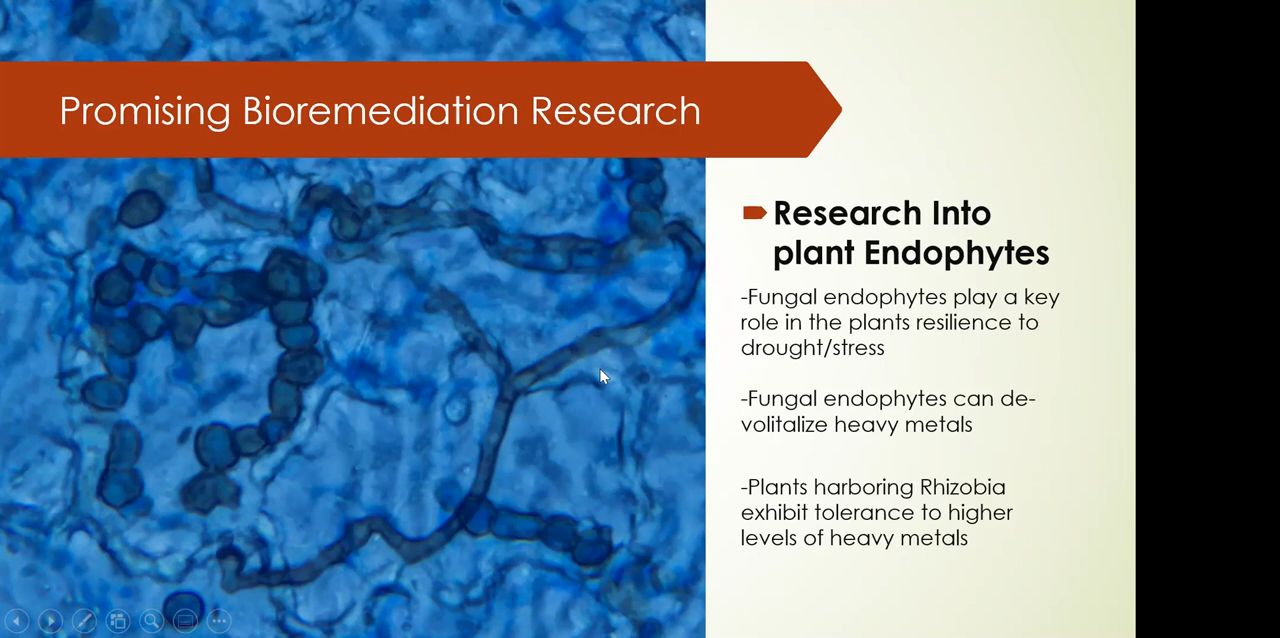 Promising Bioremediation Research
Research Into
plant Endophytes
-Fungal endophytes play a key
role in the plants resilience to
drought/stress
-Fungal endophytes can de-
volitalize heavy metals
-Plants harboring Rhizobia
exhibit tolerance to higher
levels of heavy metals